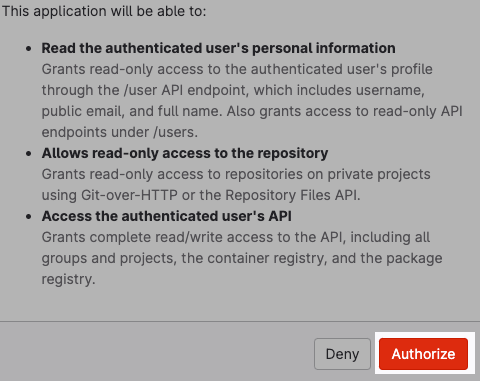 This application will be able to:
• Read the authenticated user's personal information
Grants read-only access to the authenticated user's profile
through the /user API endpoint, which includes username,
public email, and full name. Also grants access to read-only API
endpoints under /users.
• Allows read-only access to the repository
Grants read-only access to repositories on private projects
using Git-over-HTTP or the Repository Files API.
• Access the authenticated user's API
Grants complete read/write access to the API, including all
groups and projects, the container registry, and the package
registry.
Deny Authorize